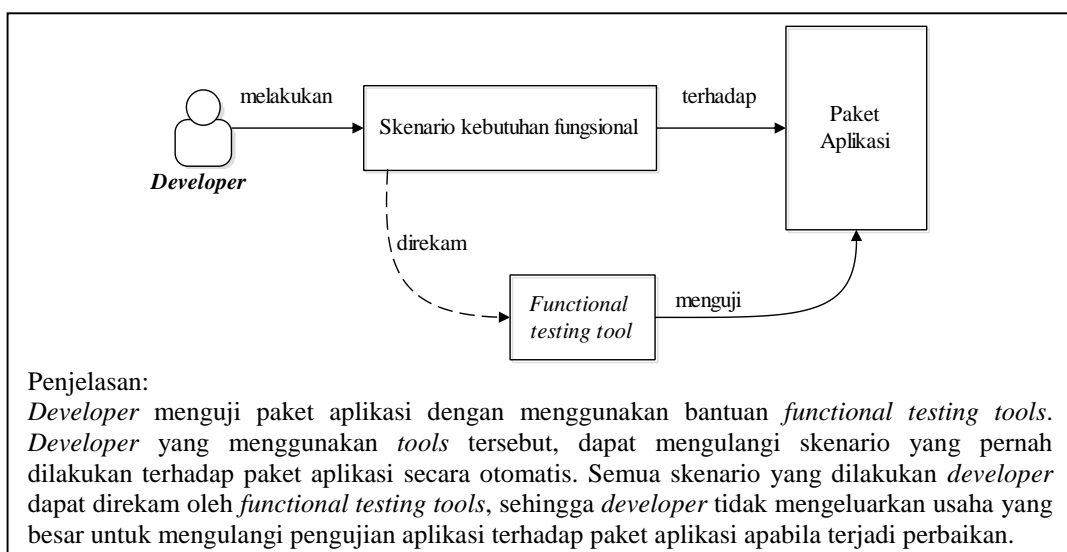 melakukan
Skenario kebutuhan fungsional
terhadap
Paket
Aplikasi
Developer
direkam
Functional
testing tool
menguji
Penjelasan:
Developer menguji paket aplikasi dengan menggunakan bantuan functional testing tools.
Developer yang menggunakan tools tersebut, dapat mengulangi skenario yang pernah
dilakukan terhadap paket aplikasi secara otomatis. Semua skenario yang dilakukan developer
dapat direkam oleh functional testing tools, sehingga developer tidak mengeluarkan usaha yang
besar untuk mengulangi pengujian aplikasi terhadap paket aplikasi apabila terjadi perbaikan.